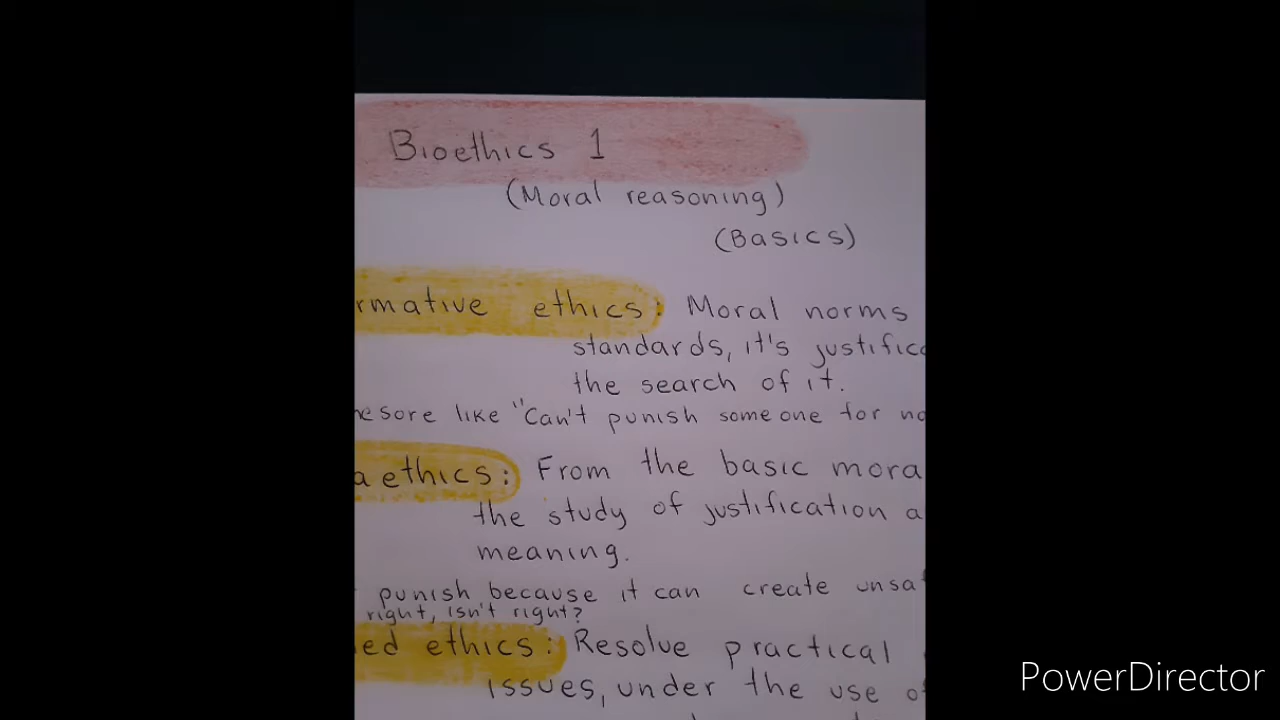 Bioethics 1
(Moral reasoning)
(Basics)
rmative ethics: Moral norms
standards, it's justific
the search of it.
esore like "Can't punish someone for no
a ethics: From the basic mora
the study of justification a
meaning.
punish because it can create unsa
right, isn't right?
ed ethics: Resolve practical
issues, under the use of
PowerDirector